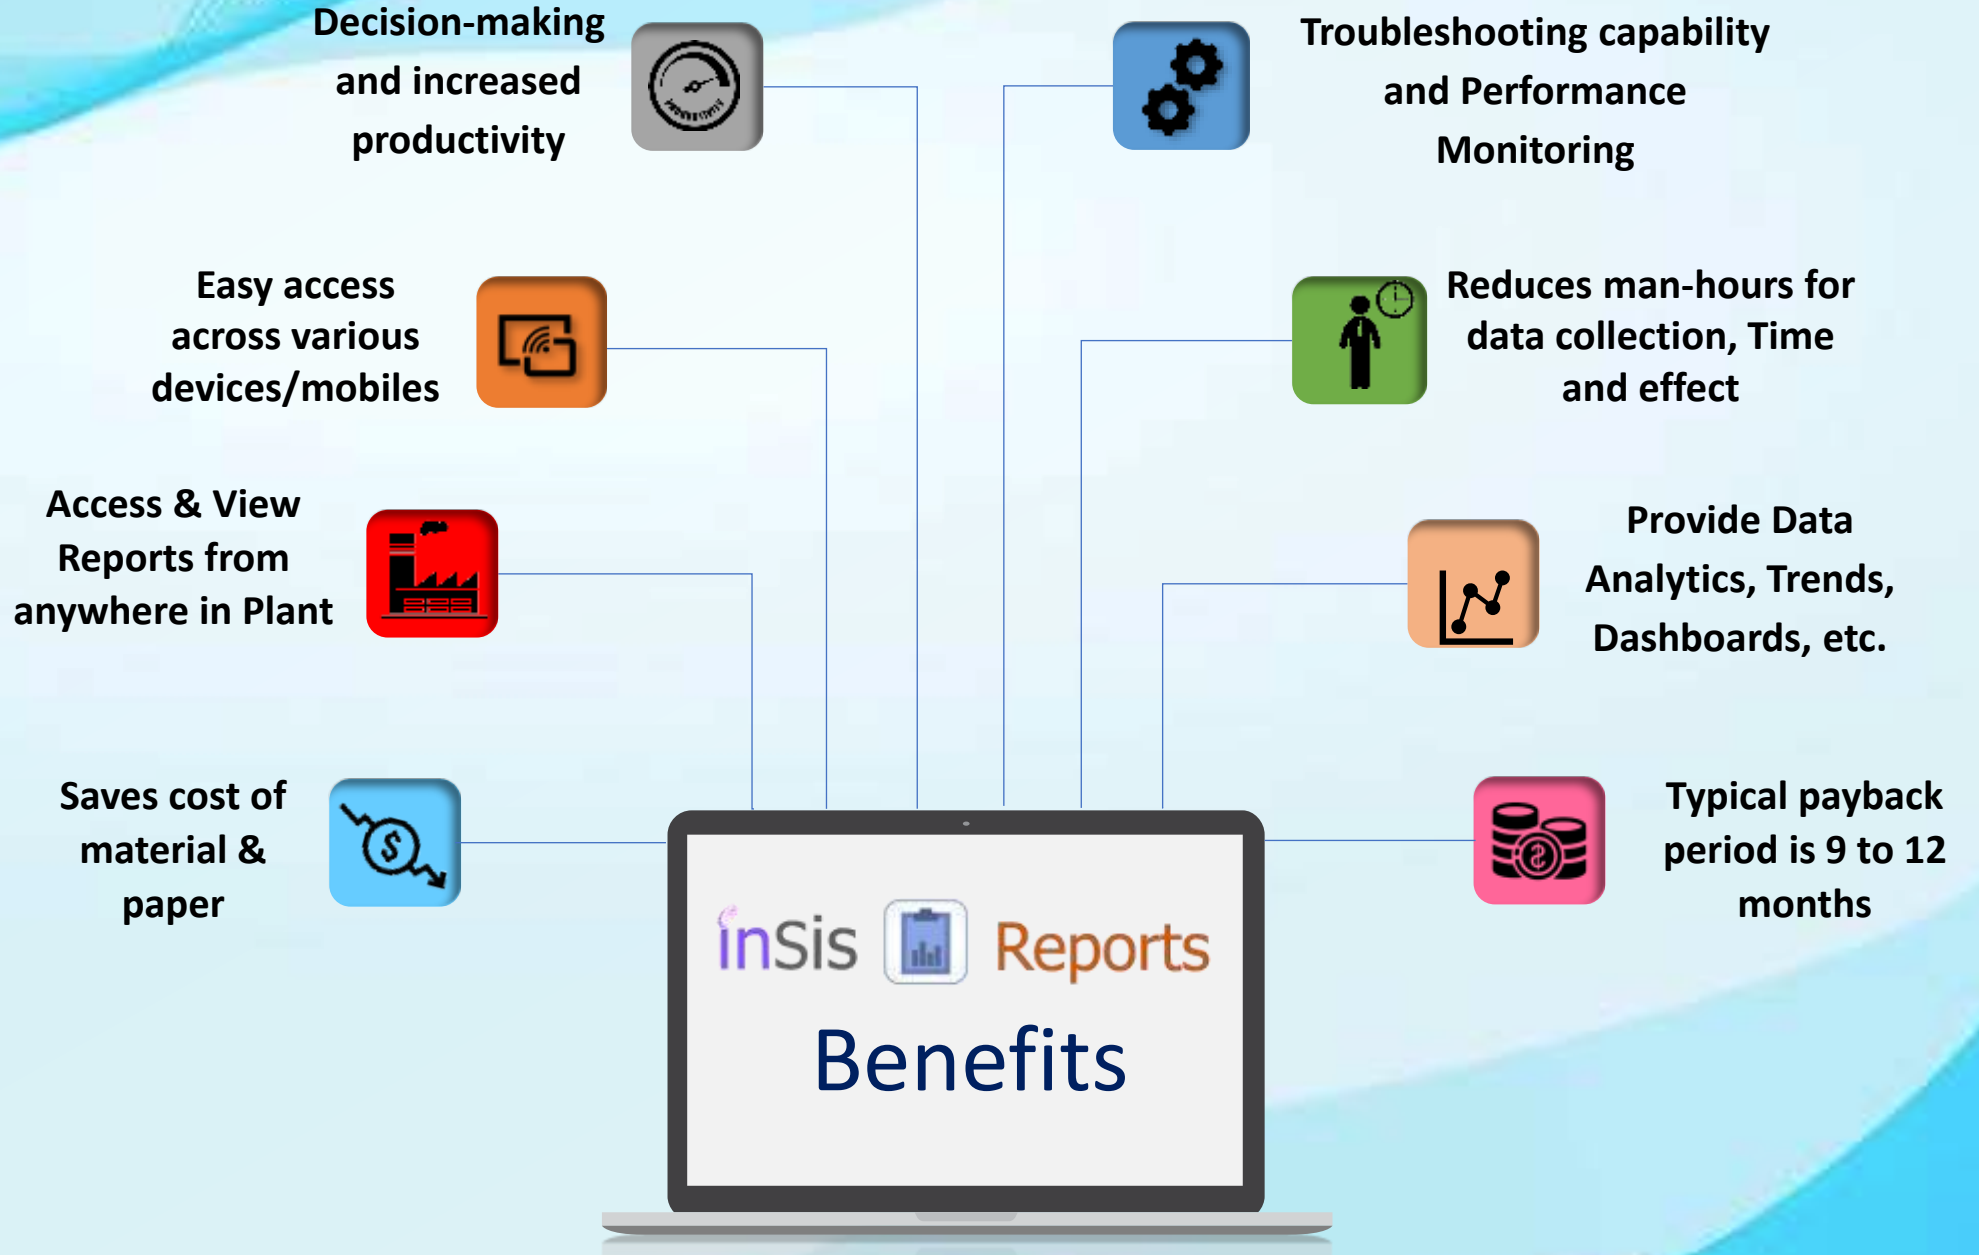 Decision-making
and increased
productivity
PRODUCTIVITY
Troubleshooting capability
and Performance
Monitoring
Easy access
across various
devices/mobiles
Reduces man-hours for
data collection, Time
and effect
Access & View
Reports from
anywhere in Plant
Provide Data
Analytics, Trends,
Dashboards, etc.
Saves cost of
material &
paper
$
Typical payback
period is 9 to 12
months
inSis Reports
Benefits